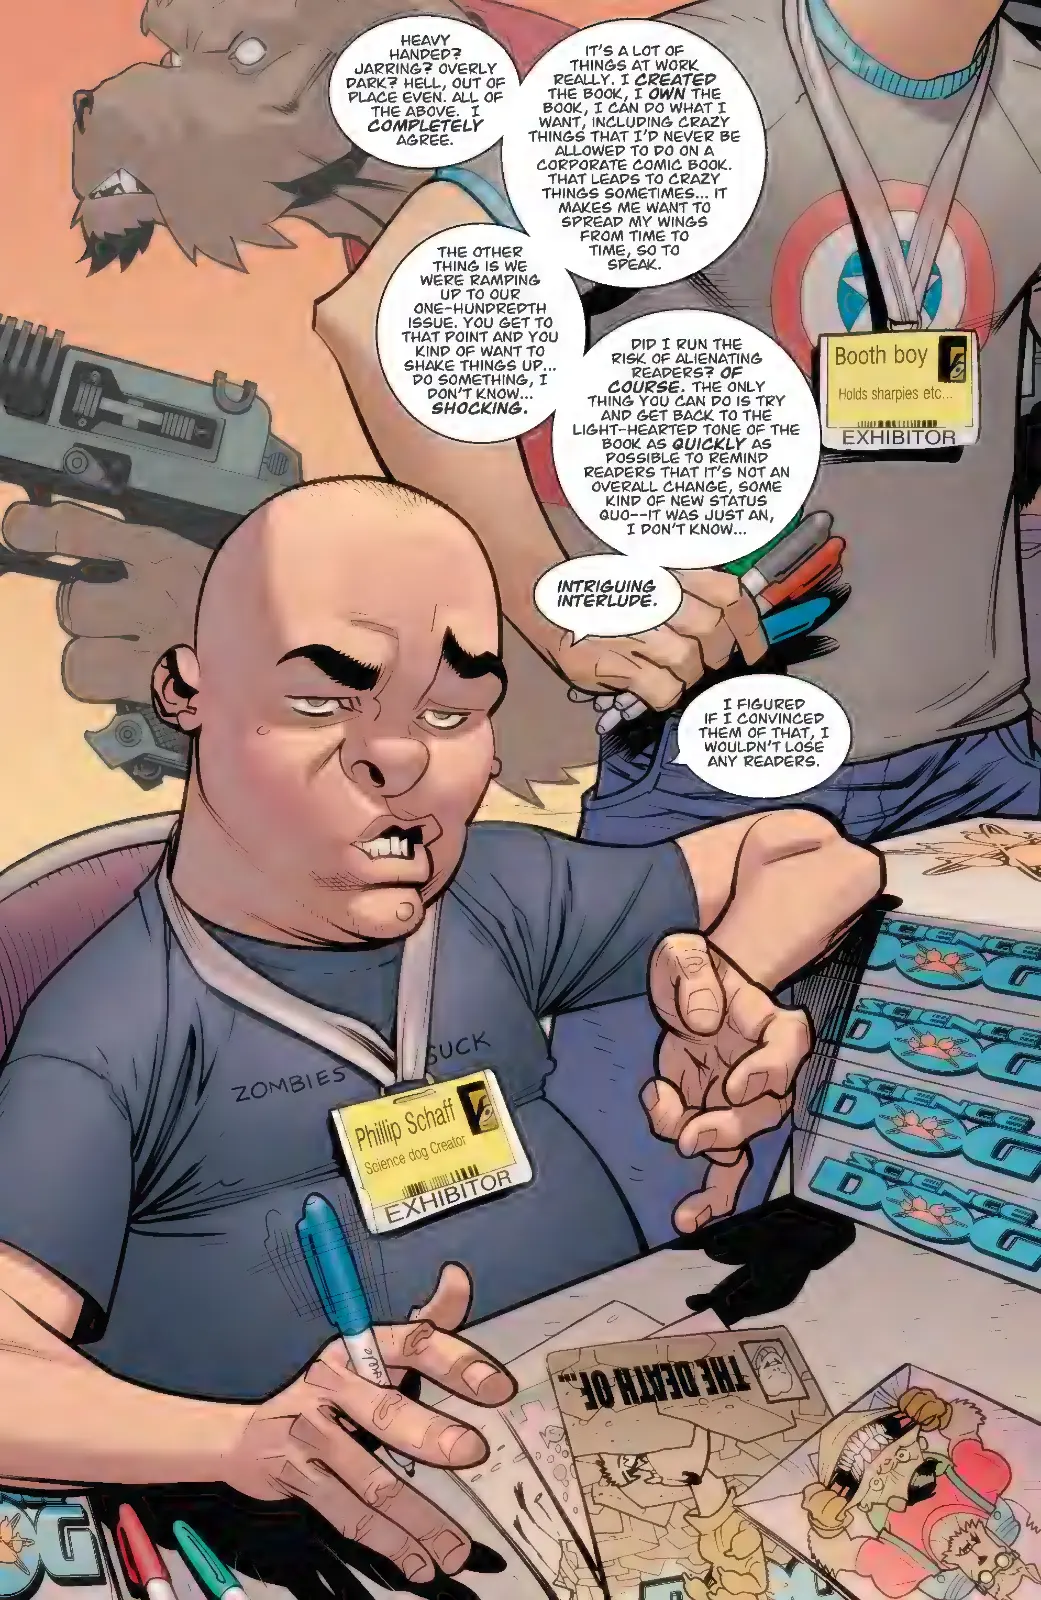 HEAVY
HANDED?
JARRING? OVERLY
DARK? HELL, OUT OF
PLACE EVEN. ALL OF
THE ABOVE. I
COMPLETELY
AGREE.
IT'S A LOT OF
THINGS AT WORK
REALLY. I CREATED
THE BOOK, I OWN THE
BOOK, I CAN DO WHAT I
WANT, INCLUDING CRAZY
THINGS THAT I'D NEVER BE
ALLOWED TO DO ON A
CORPORATE COMIC BOOK.
THAT LEADS TO CRAZY
THINGS SOMETIMES... IT
MAKES ME WANT TO
SPREAD MY WINGS
FROM TIME TO
TIME, SO TO
SPEAK.
THE OTHER
THING IS WE
WERE RAMPING
UP TO OUR
ONE-HUNDREDTH
ISSUE. YOU GET TO
THAT POINT AND YOU
KIND OF WANT TO
SHAKE THINGS UP...
DO SOMETHING, I
DON'T KNOW...
SHOCKING.
DID I RUN THE
RISK OF ALIENATING
READERS? OF
COURSE. THE ONLY
THING YOU CAN DO IS TRY
AND GET BACK TO THE
LIGHT-HEARTED TONE OF THE
BOOK AS QUICKLY AS
POSSIBLE TO REMIND
READERS THAT IT'S NOT AN
OVERALL CHANGE, SOME
KIND OF NEW STATUS
QUO--IT WAS JUST AN,
I DON'T KNOW...
INTRIGUING
INTERLUDE.
I FIGURED
IF I CONVINCED
THEM OF THAT, I
WOULDN'T LOSE
ANY READERS.
Booth boy
Holds sharpies etc...
EXHIBITOR
ZOMBIES SUCK
Phillip Schaff
Science dog Creator
EXHIBITOR
SCIENCE
DOG
SCIENCE
DOG
SCIENCE
DOG
SCIENCE
DOG
THE DEATH OF...
OG